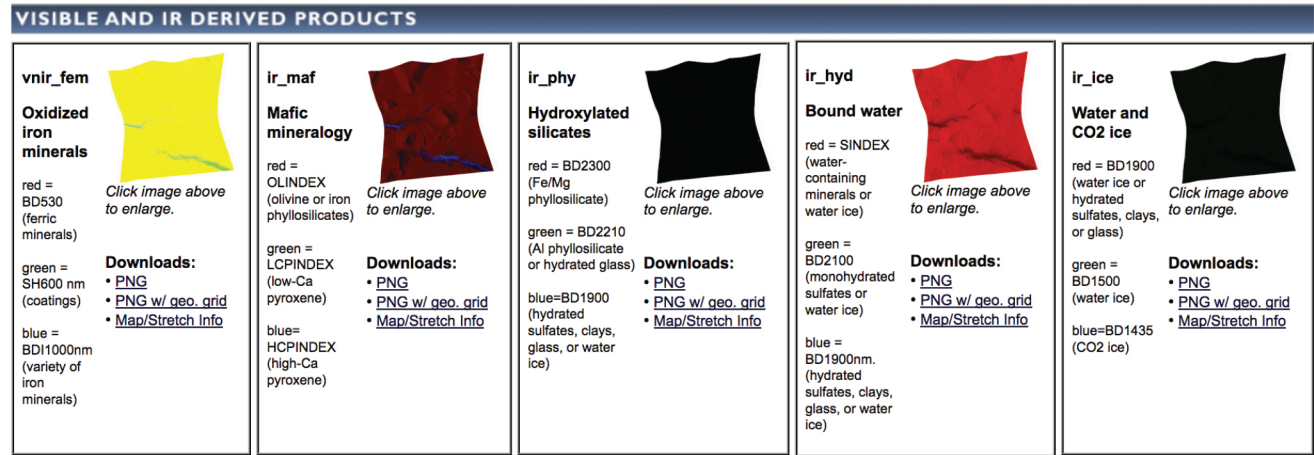 VISIBLE AND IR DERIVED PRODUCTS
vnir_fem
Oxidized
iron
minerals
red =
BD530
(ferric
minerals)
green =
SH600 nm
(coatings)
blue =
BDI1000nm
(variety of
iron
minerals)
Click image above
to enlarge.
Downloads:
• PNG
• PNG w/ geo. grid
• Map/Stretch Info
ir_maf
Mafic
mineralogy
red =
OLINDEX
(olivine or iron
phyllosilicates)
green =
LCPINDEX
(low-Ca
pyroxene)
blue=
HCPINDEX
(high-Ca
pyroxene)
Click image above
to enlarge.
Downloads:
• PNG
• PNG w/ geo. grid
• Map/Stretch Info
ir_phy
Hydroxylated
silicates
red = BD2300
(Fe/Mg
phyllosilicate)
green = BD2210
(Al phyllosilicate
or hydrated glass)
blue=BD1900
(hydrated
sulfates, clays,
glass, or water
ice)
Click image above
to enlarge.
Downloads:
• PNG
• PNG w/ geo. grid
• Map/Stretch Info
ir_hyd
Bound water
red = SINDEX
(water-
containing
minerals or
water ice)
green =
BD2100
(monohydrated
sulfates or
water ice)
blue =
BD1900nm.
(hydrated
sulfates, clays,
glass, or water
ice)
Click image above
to enlarge.
Downloads:
• PNG
• PNG w/ geo. grid
• Map/Stretch Info
ir_ice
Water and
CO2 ice
red = BD1900
(water ice or
hydrated
sulfates, clays,
or glass)
green =
BD1500
(water ice)
blue=BD1435
(CO2 ice)
Click image above
to enlarge.
Downloads:
• PNG
• PNG w/ geo. grid
• Map/Stretch Info